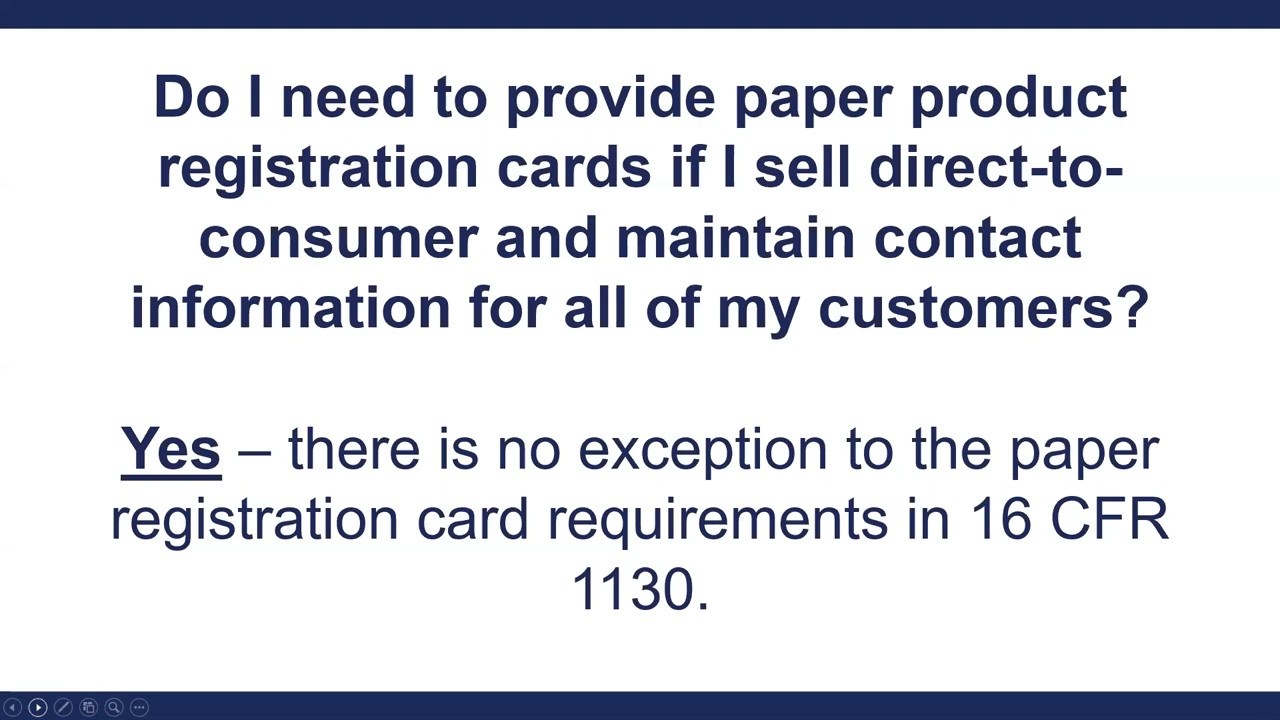 Do I need to provide paper product
registration cards if I sell direct-to-
consumer and maintain contact
information for all of my customers?
Yes – there is no exception to the paper
registration card requirements in 16 CFR
1130.